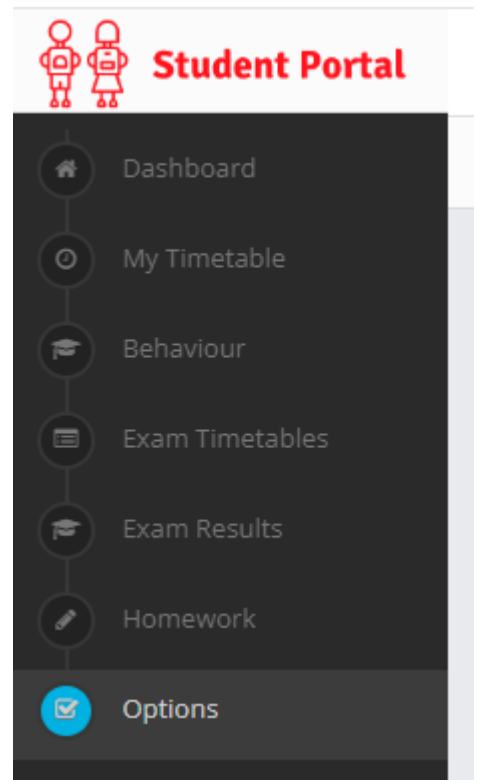 Student Portal
Dashboard
My Timetable
Behaviour
Exam Timetables
Exam Results
Homework
Options